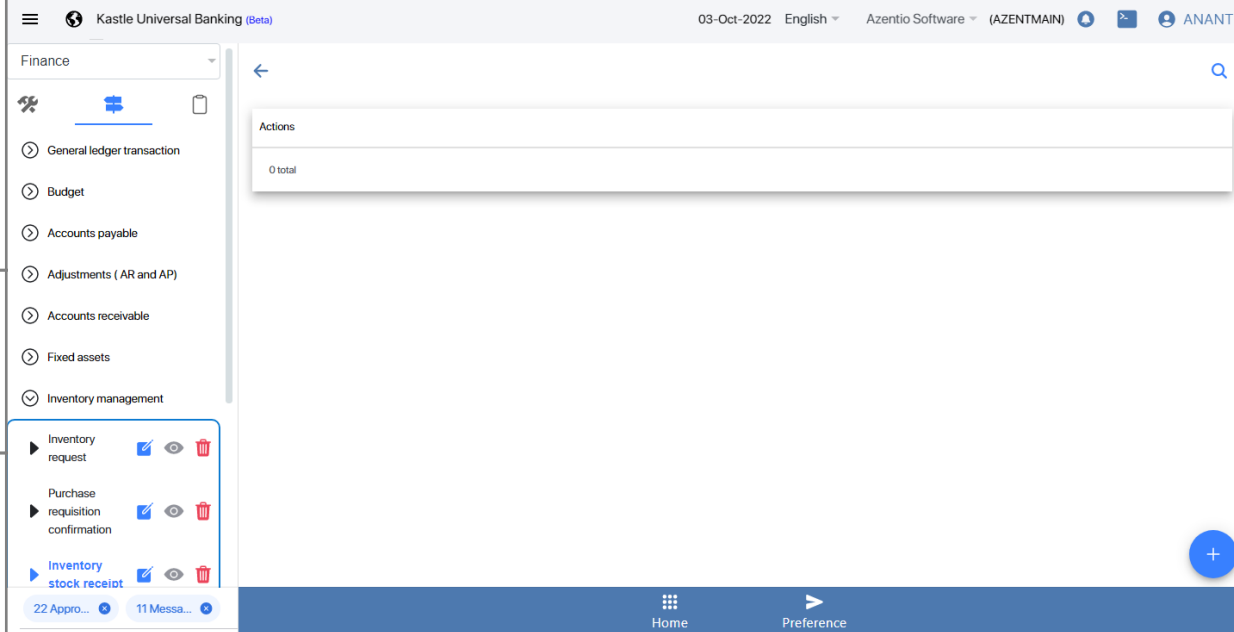 Kastle Universal Banking (Beta)
03-Oct-2022 English Azentio Software (AZENTMAIN) ANANT
Finance
General ledger transaction
Budget
Accounts payable
Adjustments ( AR and AP)
Accounts receivable
Fixed assets
Inventory management
Inventory
request
Purchase
requisition
confirmation
Inventory
stock receipt
22 Appro...
11 Messa...
Actions
0 total
Home
Preference